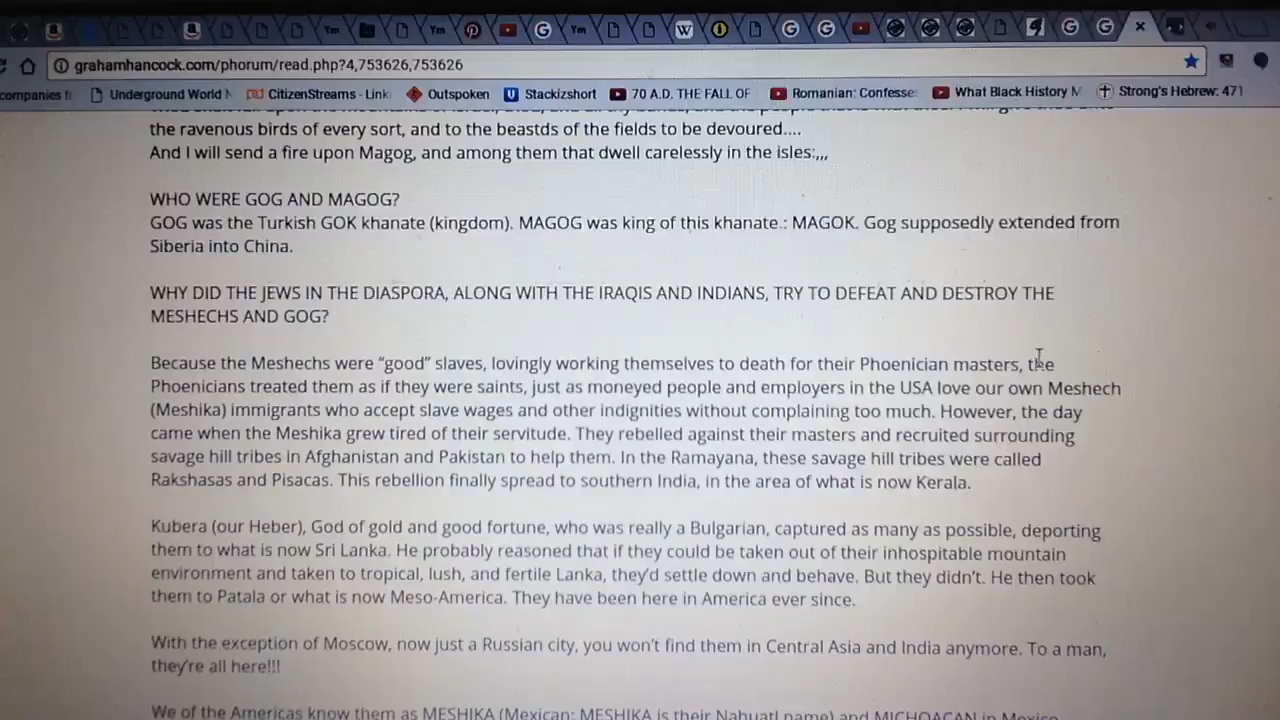 Ym
Ym
Ym
grahamhancock.com/phorum/read.php?4,753626,753626
companies
Underground World
CitizenStreams - Link
Outspoken
Stackizshort
70 A.D. THE FALL OF
Romanian: Confesse
What Black History M
Strong's Hebrew: 471
the ravenous birds of every sort, and to the beastds of the fields to be devoured....
And I will send a fire upon Magog, and among them that dwell carelessly in the isles:,,,
WHO WERE GOG AND MAGOG?
GOG was the Turkish GOK khanate (kingdom). MAGOG was king of this khanate.: MAGOK. Gog supposedly extended from
Siberia into China.
WHY DID THE JEWS IN THE DIASPORA, ALONG WITH THE IRAQIS AND INDIANS, TRY TO DEFEAT AND DESTROY THE
MESHECHS AND GOG?
Because the Meshechs were “good” slaves, lovingly working themselves to death for their Phoenician masters, the
Phoenicians treated them as if they were saints, just as moneyed people and employers in the USA love our own Meshech
(Meshika) immigrants who accept slave wages and other indignities without complaining too much. However, the day
came when the Meshika grew tired of their servitude. They rebelled against their masters and recruited surrounding
savage hill tribes in Afghanistan and Pakistan to help them. In the Ramayana, these savage hill tribes were called
Rakshasas and Pisacas. This rebellion finally spread to southern India, in the area of what is now Kerala.
Kubera (our Heber), God of gold and good fortune, who was really a Bulgarian, captured as many as possible, deporting
them to what is now Sri Lanka. He probably reasoned that if they could be taken out of their inhospitable mountain
environment and taken to tropical, lush, and fertile Lanka, they’d settle down and behave. But they didn’t. He then took
them to Patala or what is now Meso-America. They have been here in America ever since.
With the exception of Moscow, now just a Russian city, you won’t find them in Central Asia and India anymore. To a man,
they’re all here!!!
We of the Americas know them as MESHIKA (Mexican: MESHIKA is their Nahuatl name) and MICHOACAN in Mexico